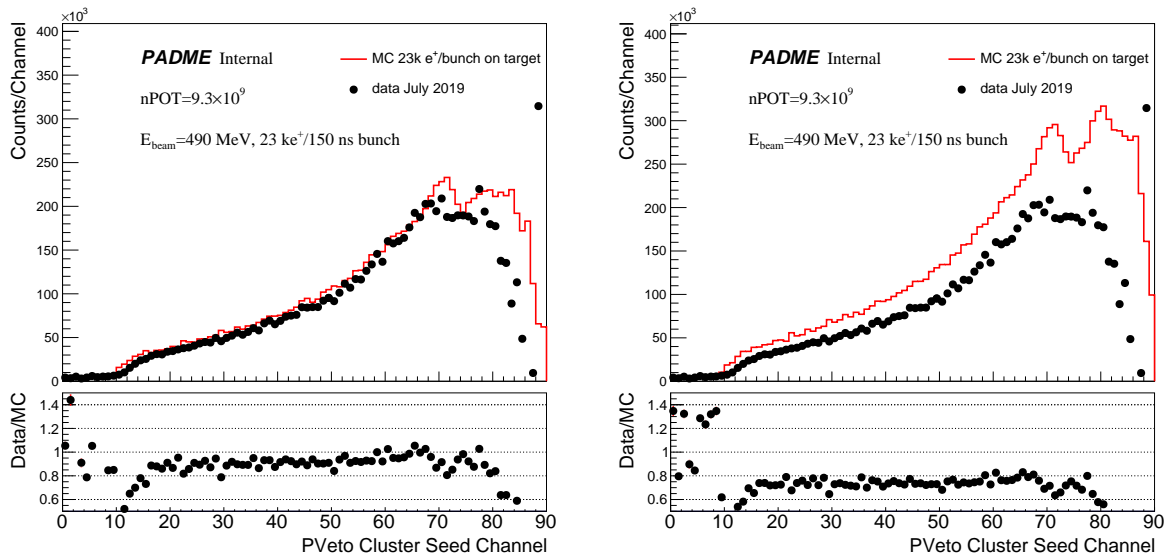 ×10³
400
350
300
250
200
150
100
50
0
Counts/Channel
PADME Internal
nPOT=9.3×10⁹
E_beam=490 MeV, 23 ke⁺/150 ns bunch
MC 23k e⁺/bunch on target
data July 2019
1.4
1.2
1
0.8
0.6
Data/MC
0 10 20 30 40 50 60 70 80 90
PVeto Cluster Seed Channel
×10³
400
350
300
250
200
150
100
50
0
Counts/Channel
PADME Internal
nPOT=9.3×10⁹
E_beam=490 MeV, 23 ke⁺/150 ns bunch
MC 23k e⁺/bunch on target
data July 2019
1.4
1.2
1
0.8
0.6
Data/MC
0 10 20 30 40 50 60 70 80 90
PVeto Cluster Seed Channel